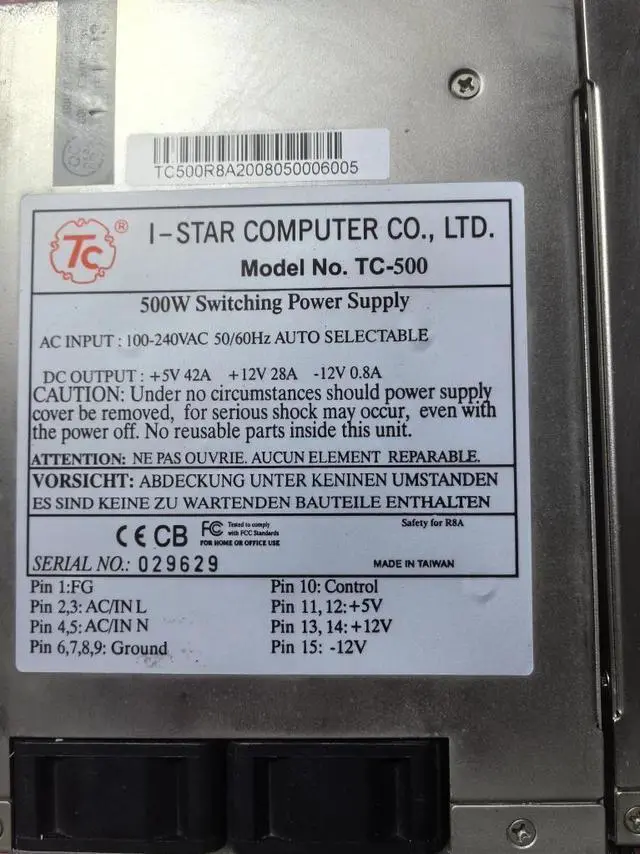 TC500R8A2008050006005
TC ® I-STAR COMPUTER CO., LTD.
Model No. TC-500
500W Switching Power Supply
AC INPUT : 100-240VAC 50/60Hz AUTO SELECTABLE
DC OUTPUT : +5V 42A +12V 28A -12V 0.8A
CAUTION: Under no circumstances should power supply
cover be removed, for serious shock may occur, even with
the power off. No reusable parts inside this unit.
ATTENTION: NE PAS OUVRIE. AUCUN ELEMENT REPARABLE.
VORSICHT: ABDECKUNG UNTER KENINEN UMSTANDEN
ES SIND KEINE ZU WARTENDEN BAUTEILE ENTHALTEN
CE CB FC Tested to comply
with FCC Standards
FOR HOME OR OFFICE USE
Safety for R8A
SERIAL NO.: 029629 MADE IN TAIWAN
Pin 1:FG Pin 10: Control
Pin 2,3: AC/IN L Pin 11, 12: +5V
Pin 4,5: AC/IN N Pin 13, 14: +12V
Pin 6,7,8,9: Ground Pin 15: -12V